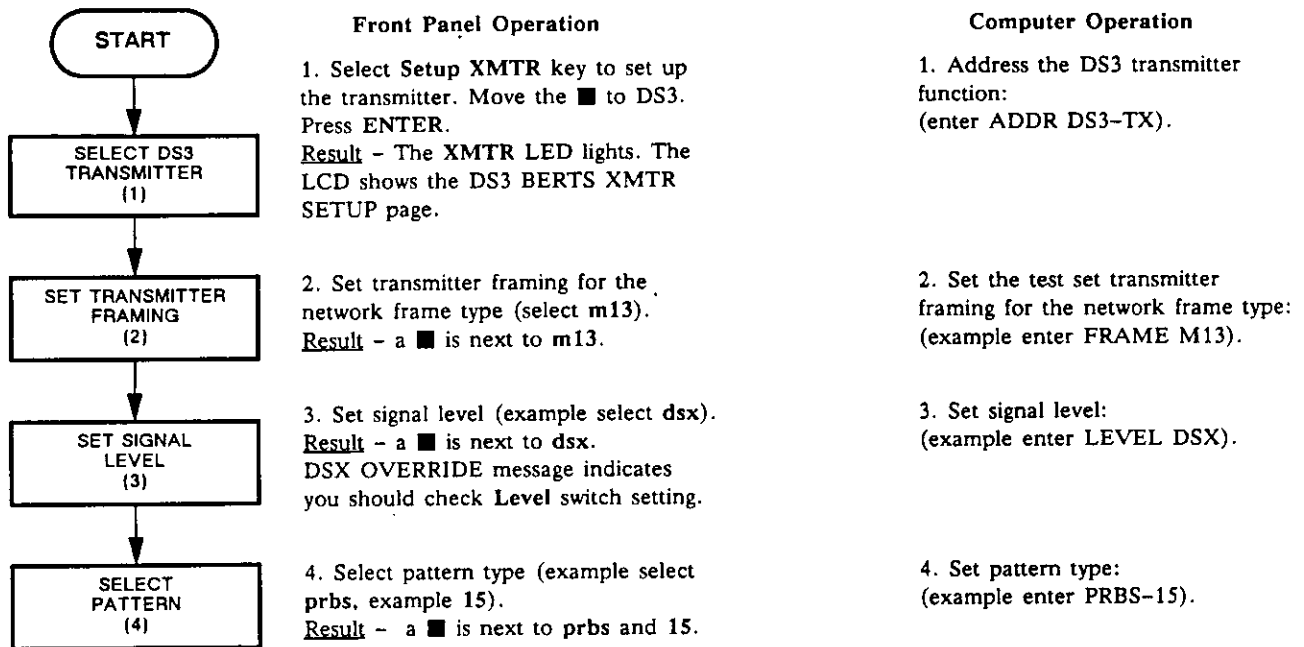 START
SELECT DS3
TRANSMITTER
(1)
SET TRANSMITTER
FRAMING
(2)
SET SIGNAL
LEVEL
(3)
SELECT
PATTERN
(4)
Front Panel Operation
1. Select Setup XMTR key to set up
the transmitter. Move the ■ to DS3.
Press ENTER.
Result – The XMTR LED lights. The
LCD shows the DS3 BERTS XMTR
SETUP page.
2. Set transmitter framing for the
network frame type (select m13).
Result – a ■ is next to m13.
3. Set signal level (example select dsx).
Result – a ■ is next to dsx.
DSX OVERRIDE message indicates
you should check Level switch setting.
4. Select pattern type (example select
prbs, example 15).
Result – a ■ is next to prbs and 15.
Computer Operation
1. Address the DS3 transmitter
function:
(enter ADDR DS3-TX).
2. Set the test set transmitter
framing for the network frame type:
(example enter FRAME M13).
3. Set signal level:
(example enter LEVEL DSX).
4. Set pattern type:
(example enter PRBS-15).